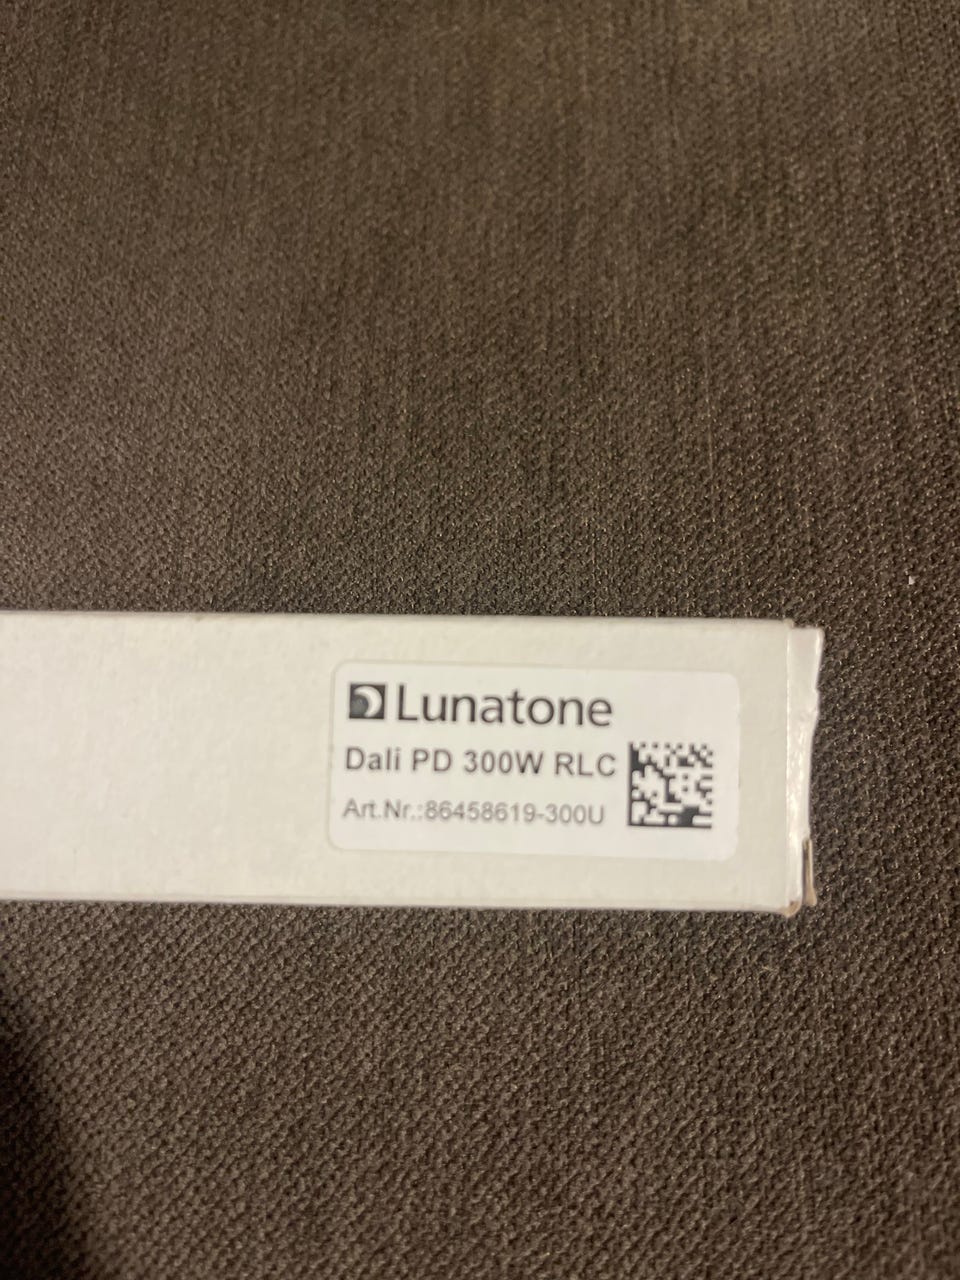 Lunatone
Dali PD 300W RLC
Art.Nr.:86458619-300U